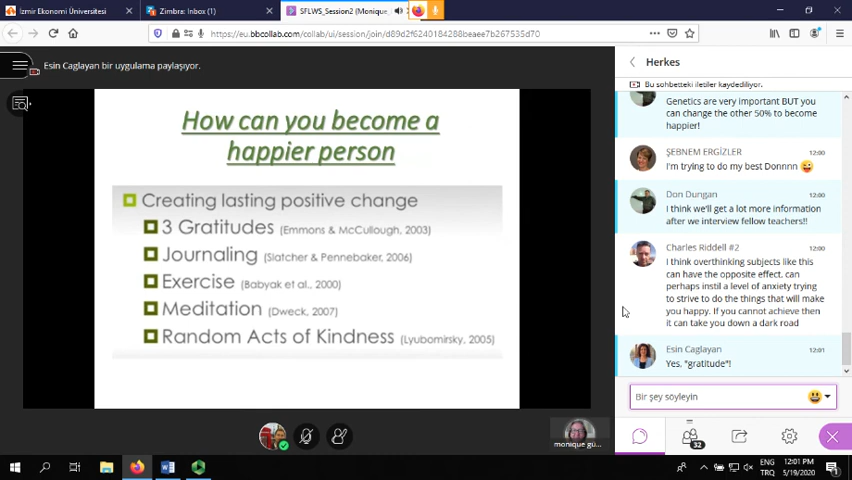 İzmir Ekonomi Üniversitesi
Zimbra: Inbox (1)
SFLWS_Session2 (Monique_
https://eu.bbcollab.com/collab/ui/session/join/d89d2f6240184288beaee7b267535d70
Esin Caglayan bir uygulama paylaşıyor.
How can you become a
happier person
Creating lasting positive change
3 Gratitudes (Emmons & McCullough, 2003)
Journaling (Slatcher & Pennebaker, 2006)
Exercise (Babyak et al., 2000)
Meditation (Dweck, 2007)
Random Acts of Kindness (Lyubomirsky, 2005)
monique gü...
Herkes
Bu sohbetteki iletiler kaydediliyor.
Genetics are very important BUT you
can change the other 50% to become
happier!
ŞEBNEM ERGİZLER 12:00
I'm trying to do my best Donnnn
Don Dungan 12:00
I think we'll get a lot more information
after we interview fellow teachers!!
Charles Riddell #2 12:00
I think overthinking subjects like this
can have the opposite effect. can
perhaps instil a level of anxiety trying
to strive to do the things that will make
you happy. If you cannot achieve then
it can take you down a dark road
Esin Caglayan 12:01
Yes, "gratitude"!
Bir şey söyleyin
32
ENG 12:01 PM
TRQ 5/19/2020